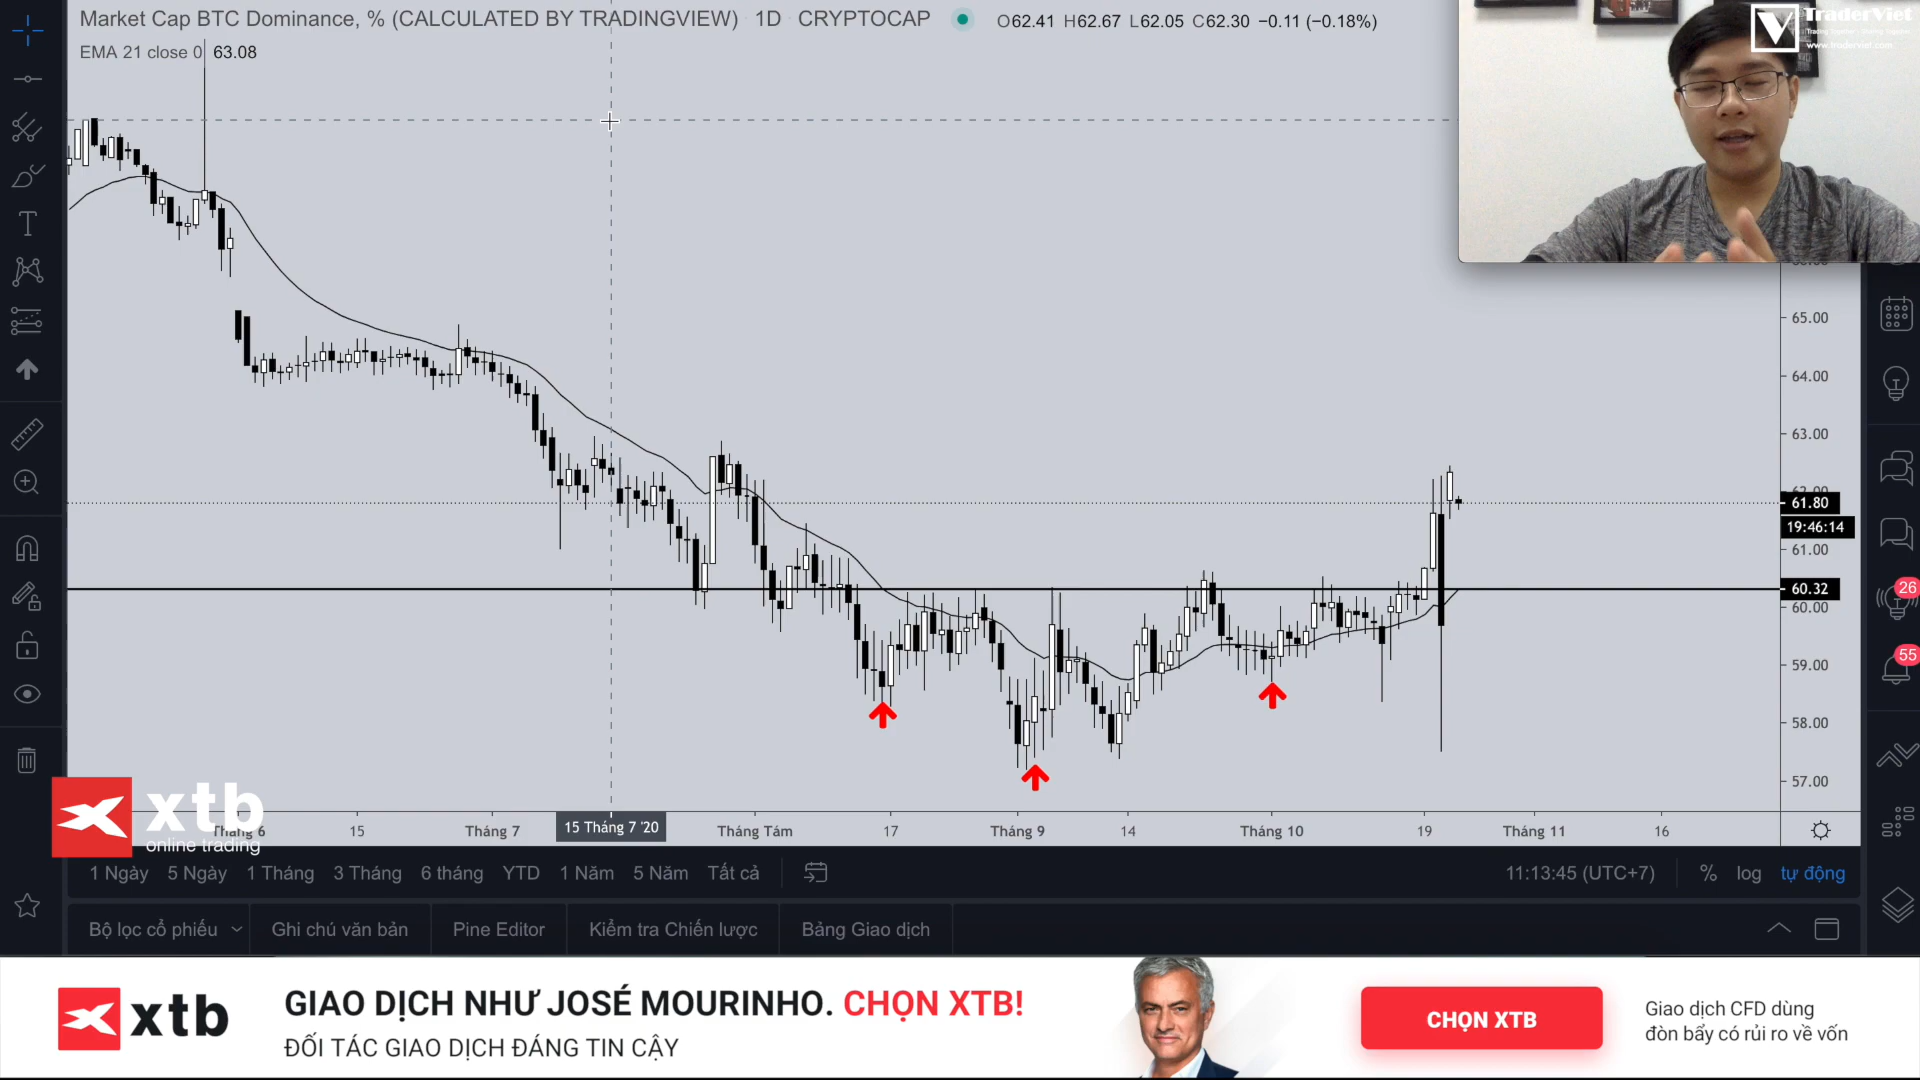 Market Cap BTC Dominance, % (CALCULATED BY TRADINGVIEW) 1D CRYPTOCAP O62.41 H62.67 L62.05 C62.30 −0.11 (−0.18%)
EMA 21 close 0 63.08
TraderViet
www.traderviet.com
65.00
64.00
63.00
61.80
19:46:14
61.00
60.32
60.00
59.00
58.00
57.00
26
55
xtb
online trading
Tháng 6 15 Tháng 7 15 Tháng 7 '20 Tháng Tám 17 Tháng 9 14 Tháng 10 19 Tháng 11 16
1 Ngày 5 Ngày 1 Tháng 3 Tháng 6 tháng YTD 1 Năm 5 Năm Tất cả 11:13:45 (UTC+7) % log tự động
Bộ lọc cổ phiếu Ghi chú văn bản Pine Editor Kiểm tra Chiến lược Bảng Giao dịch
xtb
GIAO DỊCH NHƯ JOSÉ MOURINHO. CHỌN XTB!
ĐỐI TÁC GIAO DỊCH ĐÁNG TIN CẬY
CHỌN XTB
Giao dịch CFD dùng
đòn bẩy có rủi ro về vốn